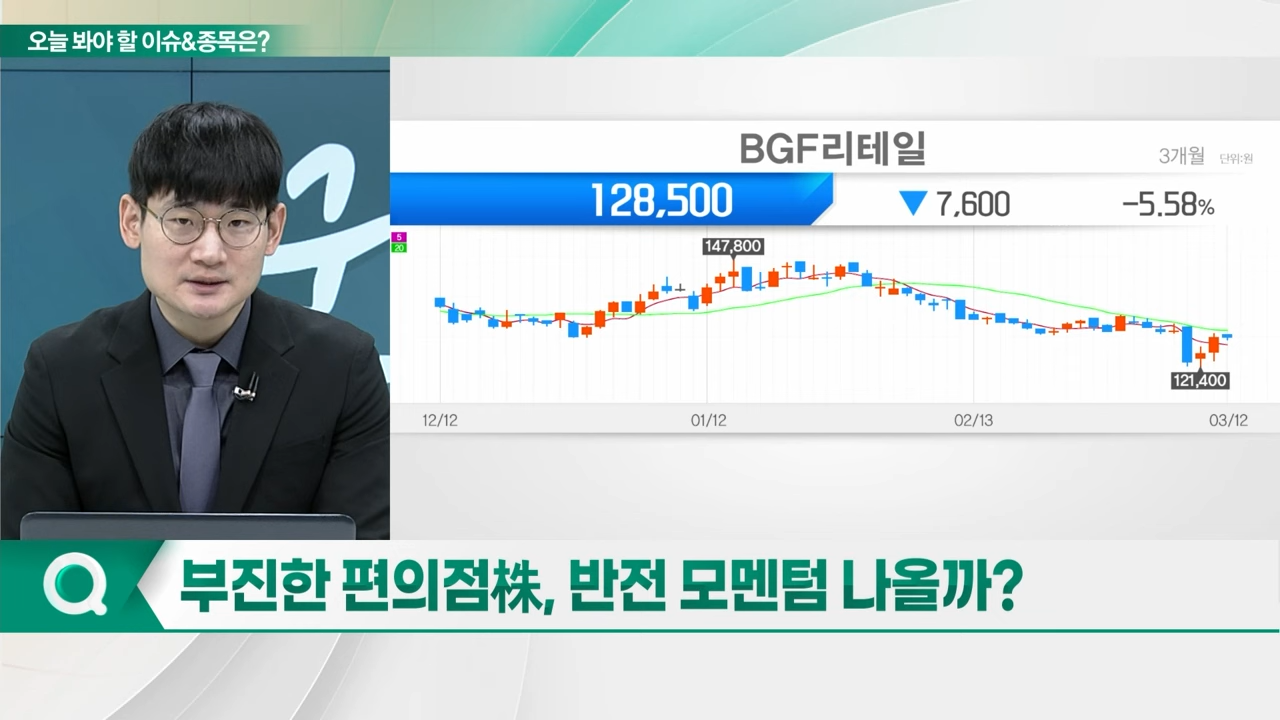 오늘 봐야 할 이슈&종목은?
BGF리테일
3개월 단위:원
128,500 ▼7,600 -5.58%
5
20
147,800
121,400
12/12 01/12 02/13 03/12
부진한 편의점株, 반전 모멘텀 나올까?